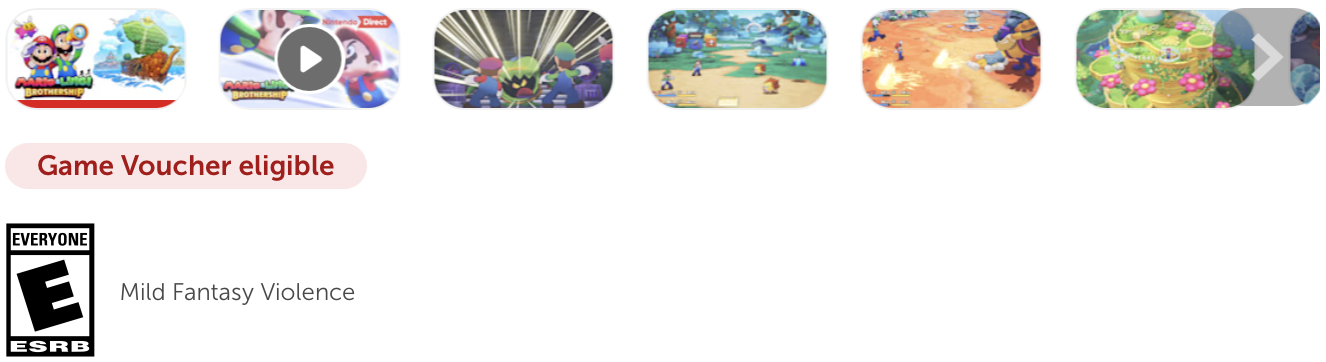 MARIO & LUIGI
BROTHERSHIP
Nintendo Direct
MARIO & LUIGI
BROTHERSHIP
Game Voucher eligible
EVERYONE
E
ESRB
Mild Fantasy Violence